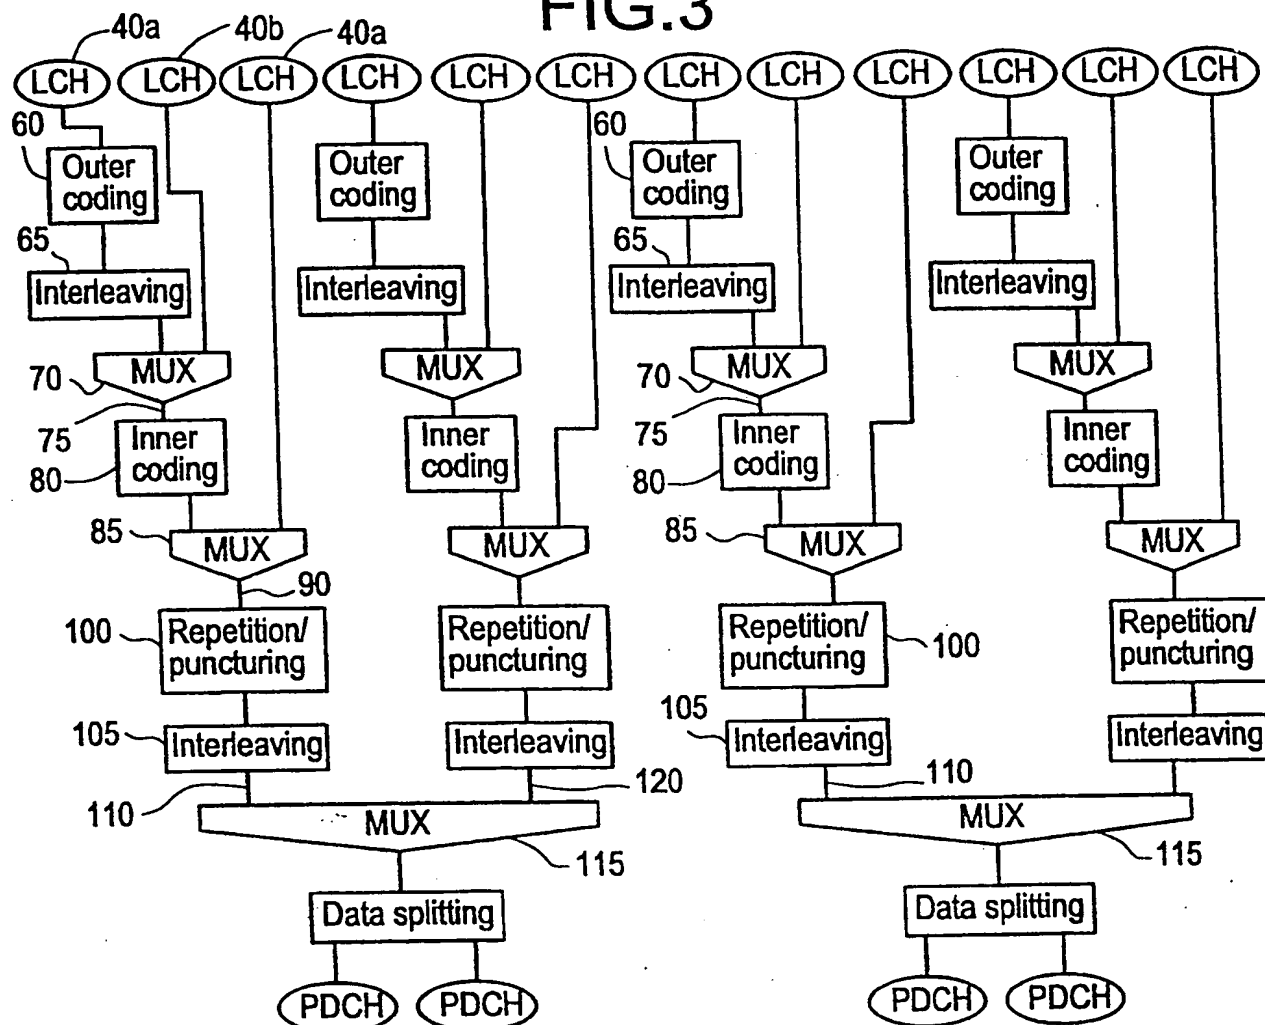 FIG.3
40a 40b 40a
LCH LCH LCH LCH LCH LCH LCH LCH LCH LCH LCH LCH
60 60
Outer coding Outer coding Outer coding Outer coding
65 65
Interleaving Interleaving Interleaving Interleaving
70 MUX MUX 70 MUX MUX
75 75
80 Inner coding Inner coding 80 Inner coding Inner coding
85 MUX MUX 85 MUX MUX
90
100 Repetition/ puncturing Repetition/ puncturing Repetition/ puncturing 100 Repetition/ puncturing
105 Interleaving Interleaving 105 Interleaving Interleaving
110 120 110
MUX MUX
115 115
Data splitting Data splitting
PDCH PDCH PDCH PDCH